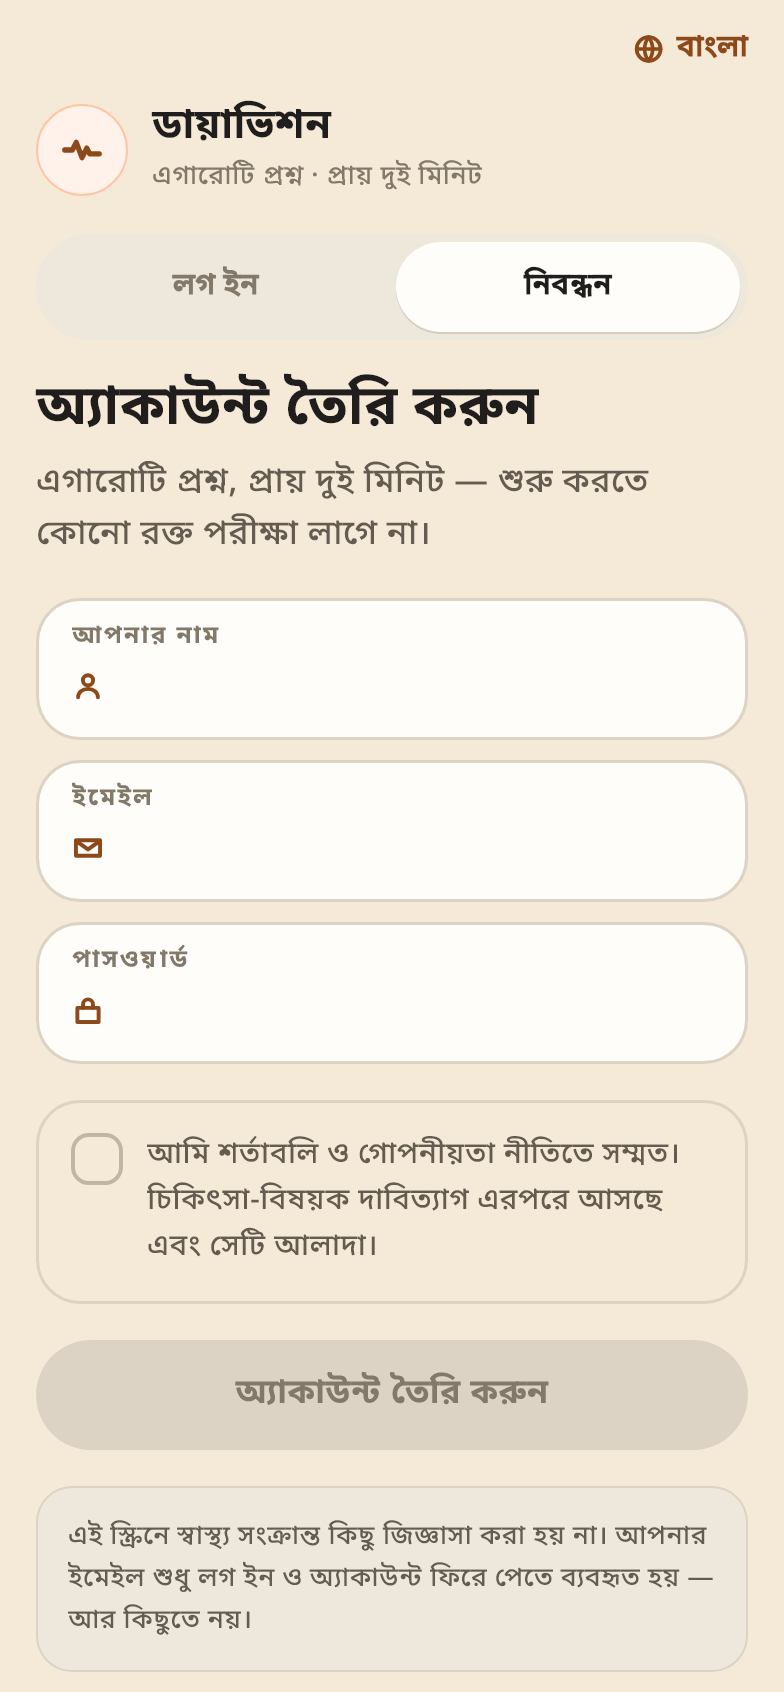 বাংলা
ডায়াভিশন
এগারোটি প্রশ্ন · প্রায় দুই মিনিট
লগ ইন
নিবন্ধন
অ্যাকাউন্ট তৈরি করুন
এগারোটি প্রশ্ন, প্রায় দুই মিনিট — শুরু করতে
কোনো রক্ত পরীক্ষা লাগে না।
আপনার নাম
ইমেইল
পাসওয়ার্ড
আমি শর্তাবলি ও গোপনীয়তা নীতিতে সম্মত।
চিকিৎসা-বিষয়ক দাবিত্যাগ এরপরে আসছে
এবং সেটি আলাদা।
অ্যাকাউন্ট তৈরি করুন
এই স্ক্রিনে স্বাস্থ্য সংক্রান্ত কিছু জিজ্ঞাসা করা হয় না। আপনার
ইমেইল শুধু লগ ইন ও অ্যাকাউন্ট ফিরে পেতে ব্যবহৃত হয় —
আর কিছুতে নয়।